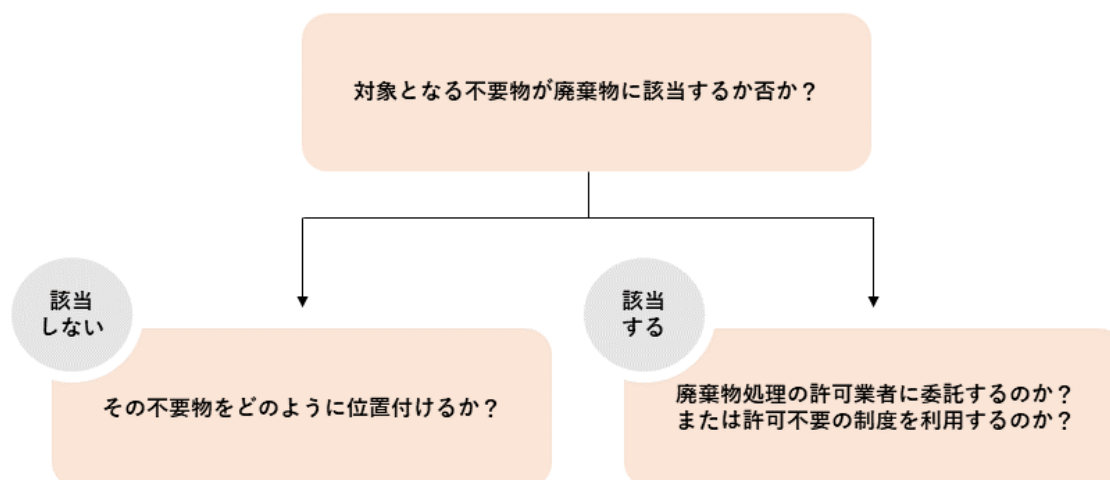 対象となる不要物が廃棄物に該当するか否か？
該当
しない
その不要物をどのように位置付けるか？
該当
する
廃棄物処理の許可業者に委託するのか？
または許可不要の制度を利用するのか？